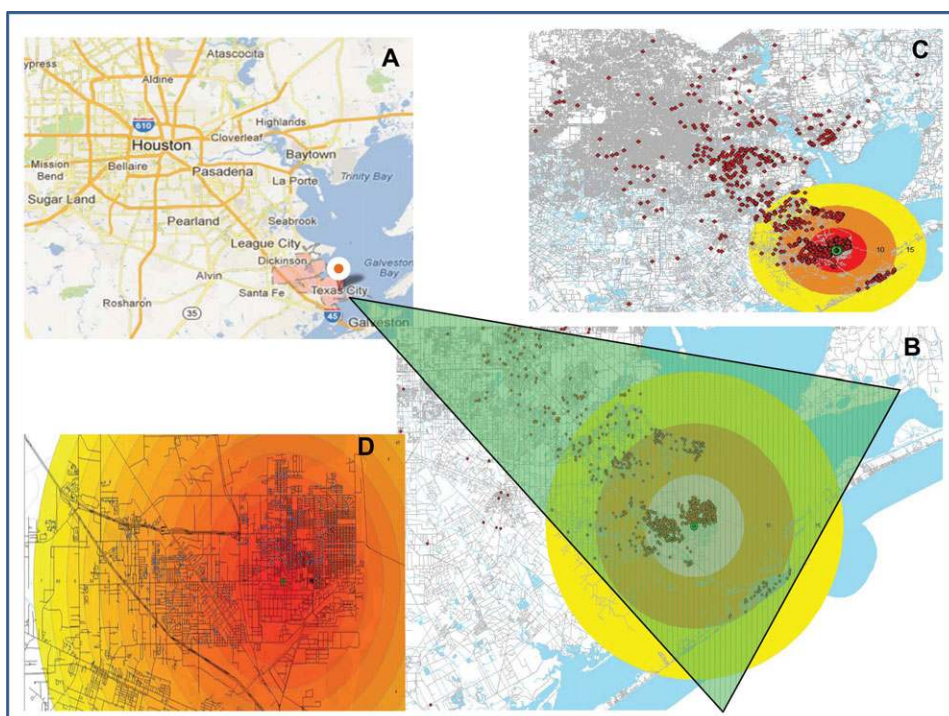 A
Atascocita
ypress
Aldine
Highlands
610
Cloverleaf
Houston
Baytown
Mission
Bend
Bellaire
Pasadena
Trinity Bay
La Porte
Sugar Land
Pearland
Seabrook
League City
Dickinson
Galveston
Bay
Alvin
Texas City
Santa Fe
Rosharon
35
45
Galveston
C
10
15
B
D